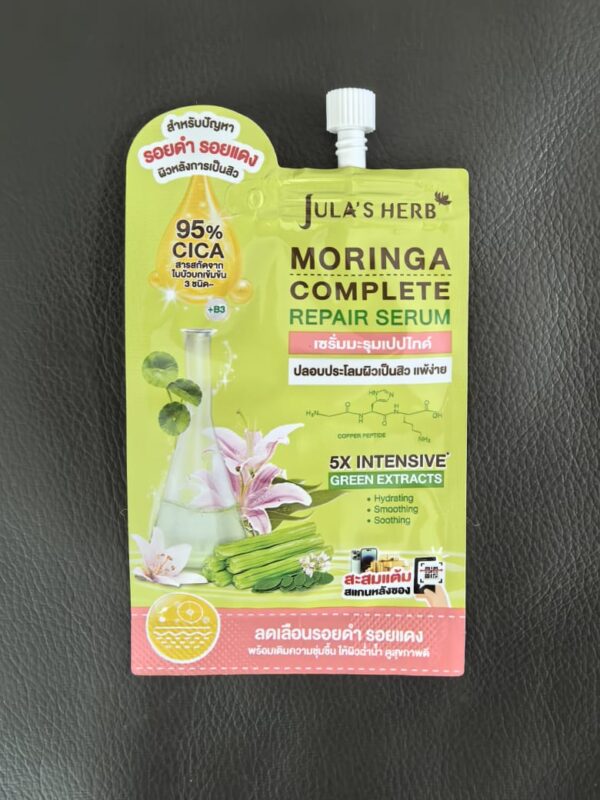 สำหรับปัญหา
รอยดำ รอยแดง
ผิวหลังการเป็นสิว
95%
CICA
สารสกัดจาก
ใบบัวบกเข้มข้น
3 ชนิด~
+B3
JULA'S HERB
MORINGA
COMPLETE
REPAIR SERUM
เซรั่มมะรุมเปปไทด์
ปลอบประโลมผิวเป็นสิว แพ้ง่าย
H₂N
HN
N
O
H
N
O
N
H
O
OH
NH₂
COPPER PEPTIDE
5X INTENSIVE*
GREEN EXTRACTS
• Hydrating
• Smoothing
• Soothing
สะสมแต้ม
สแกนหลังซอง
ลดเลือนรอยดำ รอยแดง
พร้อมเติมความชุ่มชื้น ให้ผิวฉ่ำน้ำ ดูสุขภาพดี